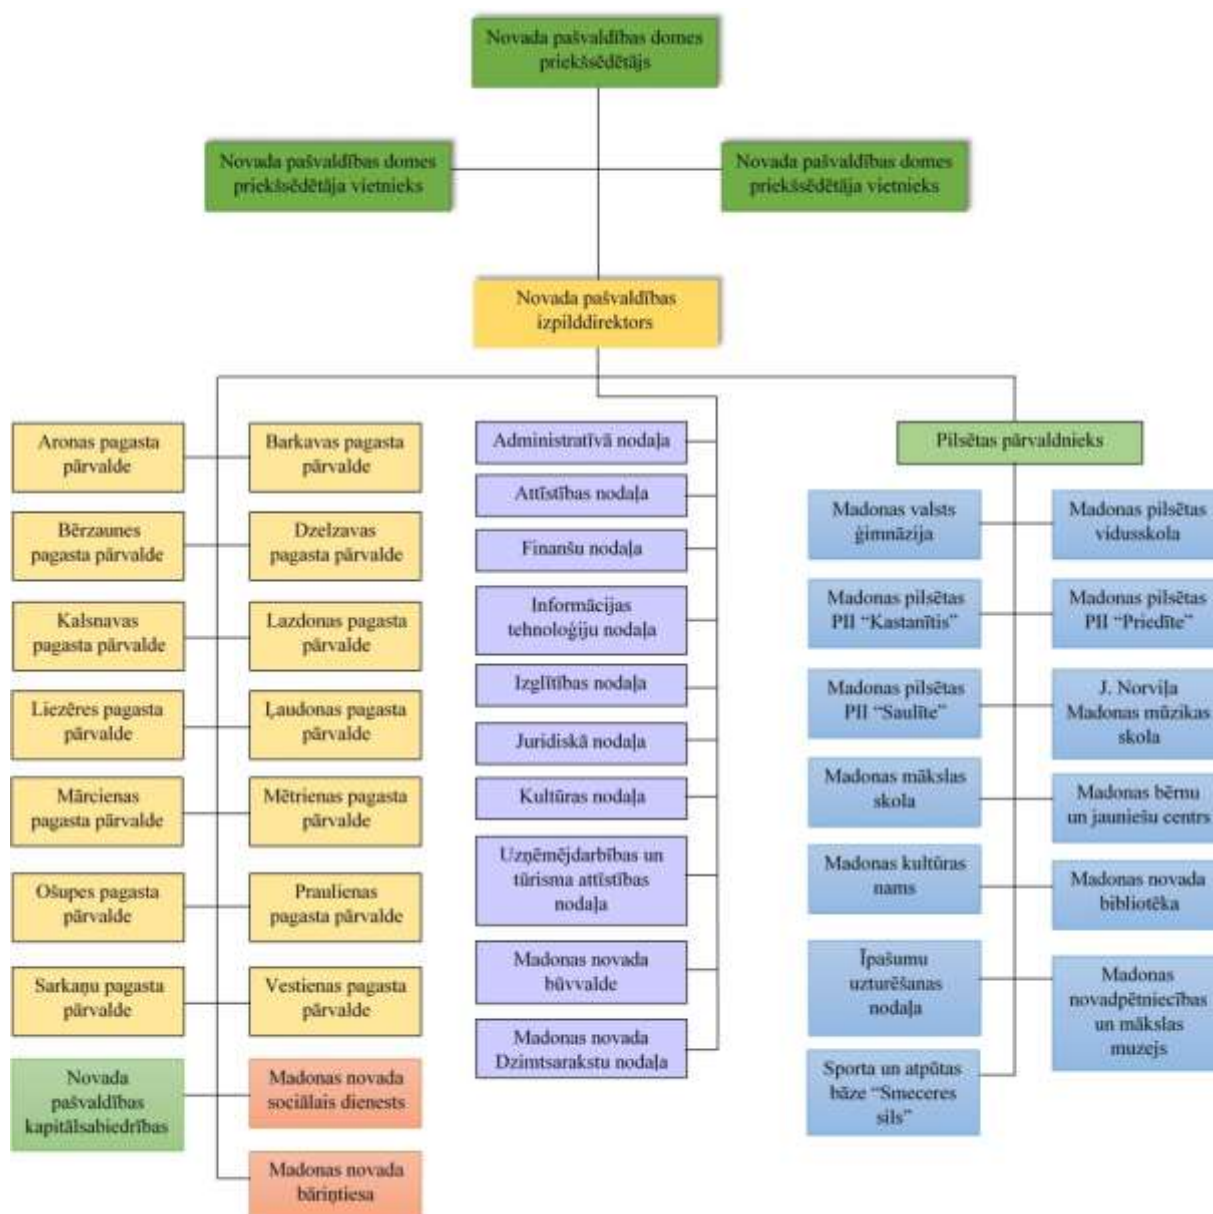 Novada pašvaldības domes
priekšsēdētājs
Novada pašvaldības domes
priekšsēdētāja vietnieks
Novada pašvaldības domes
priekšsēdētāja vietnieks
Novada pašvaldības
izpilddirektors
Aronas pagasta
pārvalde
Barkavas pagasta
pārvalde
Bērzaunes
pagasta pārvalde
Dzelzavas
pagasta pārvalde
Kalsnavas
pagasta pārvalde
Lazdonas pagasta
pārvalde
Liezēres pagasta
pārvalde
Ļaudonas pagasta
pārvalde
Mārcienas
pagasta pārvalde
Mētrienas pagasta
pārvalde
Ošupes pagasta
pārvalde
Praulienas
pagasta pārvalde
Sarkaņu pagasta
pārvalde
Vestienas pagasta
pārvalde
Novada
pašvaldības
kapitālsabiedrības
Madonas novada
sociālais dienests
Madonas novada
bāriņtiesa
Administratīvā nodaļa
Attīstības nodaļa
Finanšu nodaļa
Informācijas
tehnoloģiju nodaļa
Izglītības nodaļa
Juridiskā nodaļa
Kultūras nodaļa
Uzņēmējdarbības un
tūrisma attīstības
nodaļa
Madonas novada
būvvalde
Madonas novada
Dzimtsarakstu nodaļa
Pilsētas pārvaldnieks
Madonas valsts
ģimnāzija
Madonas pilsētas
vidusskola
Madonas pilsētas
PII “Kastanītis”
Madonas pilsētas
PII “Priedīte”
Madonas pilsētas
PII “Saulīte”
J. Norviļa
Madonas mūzikas
skola
Madonas mākslas
skola
Madonas bērnu
un jauniešu centrs
Madonas kultūras
nams
Madonas novada
bibliotēka
Īpašumu
uzturēšanas
nodaļa
Madonas
novadpētniecības
un mākslas
muzejs
Sporta un atpūtas
bāze “Smeceres
sils”